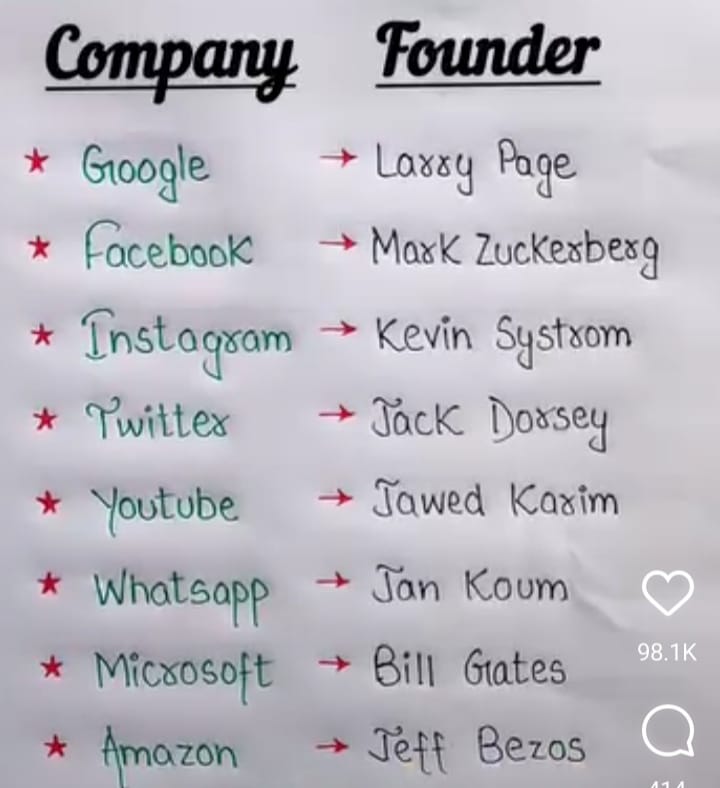 Company Founder
★ Google → Larry Page
★ Facebook → Mark Zuckerberg
★ Instagram → Kevin Systrom
★ Twitter → Jack Dorsey
★ Youtube → Jawed Karim
★ Whatsapp → Jan Koum
98.1K
★ Microsoft → Bill Gates
★ Amazon → Jeff Bezos